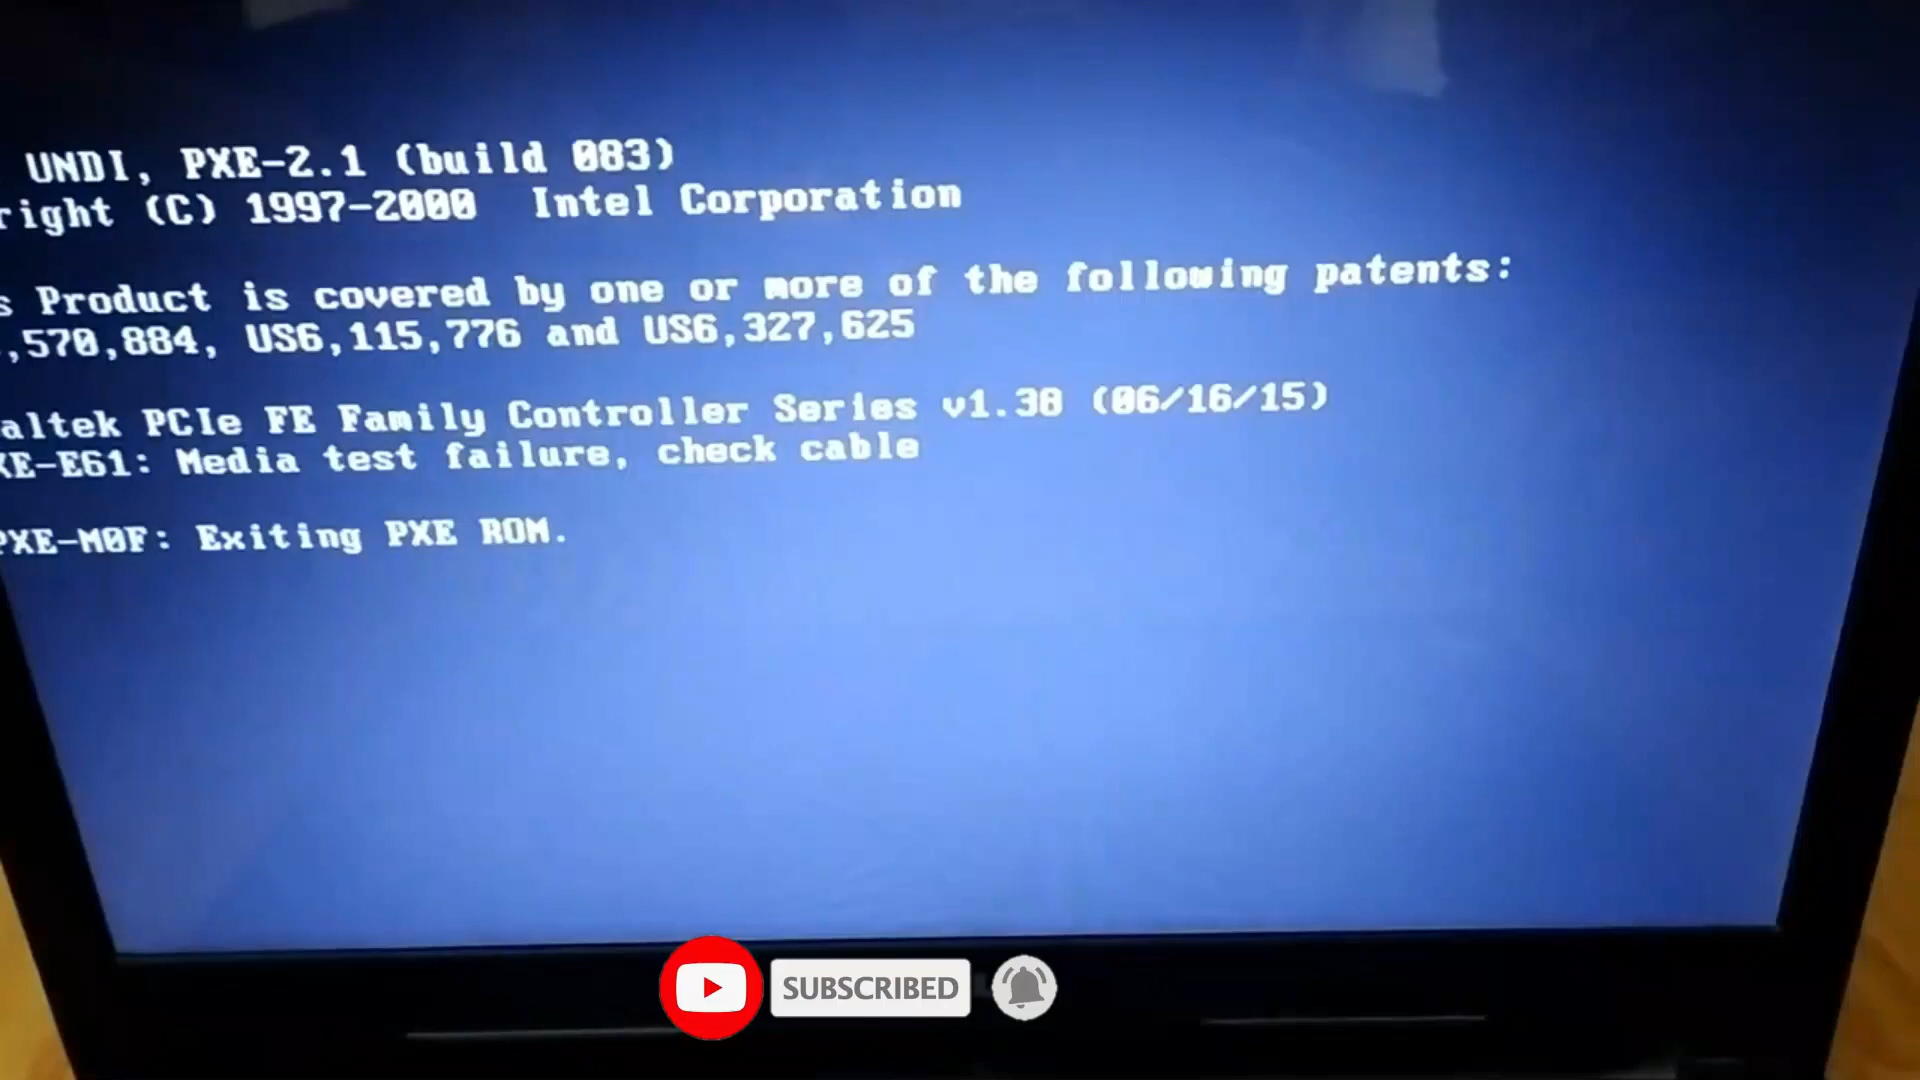 UNDI, PXE-2.1 (build 083)
right (C) 1997-2000 Intel Corporation
s Product is covered by one or more of the following patents:
,570,884, US6,115,776 and US6,327,625
altek PCIe FE Family Controller Series v1.38 (06/16/15)
XE-E61: Media test failure, check cable
PXE-M0F: Exiting PXE ROM.
SUBSCRIBED